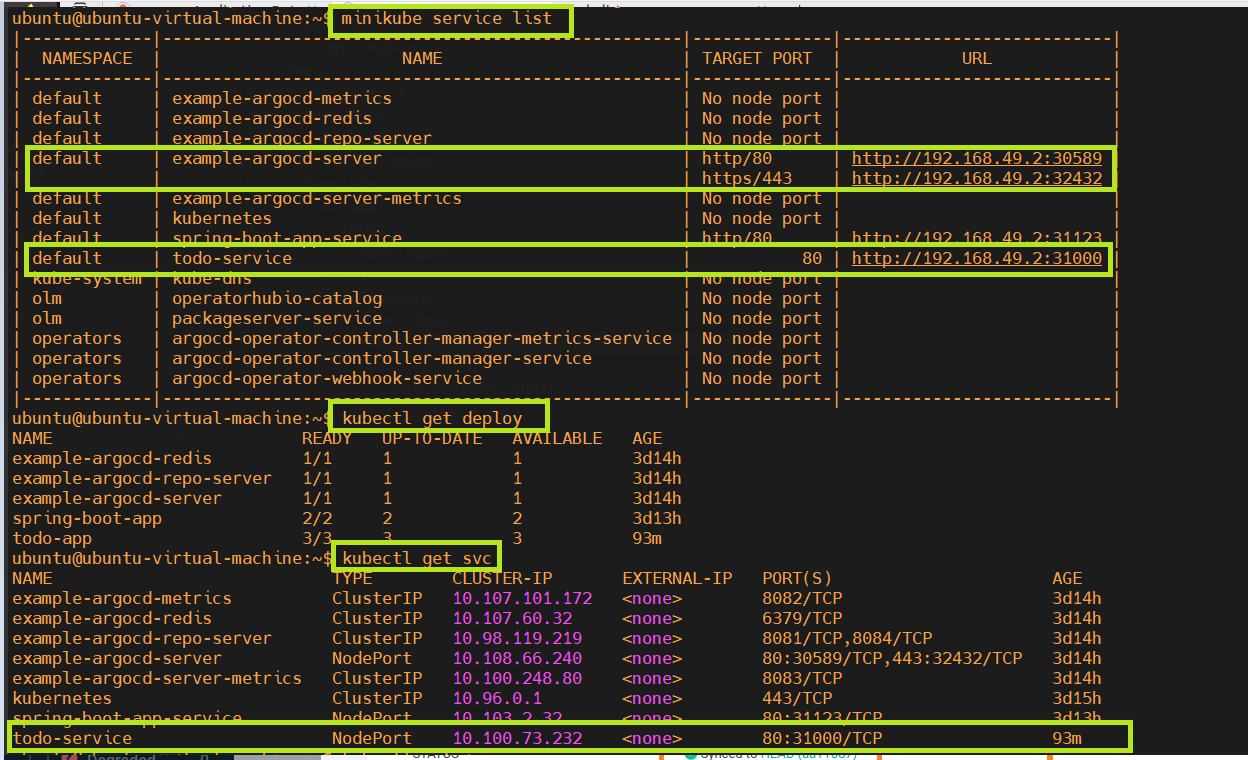 ubuntu@ubuntu-virtual-machine:~$ minikube service list
|-------------|----------------------------------------------------|--------------|---------------------------|
| NAMESPACE | NAME | TARGET PORT | URL |
|-------------|----------------------------------------------------|--------------|---------------------------|
| default | example-argocd-metrics | No node port | |
| default | example-argocd-redis | No node port | |
| default | example-argocd-repo-server | No node port | |
| default | example-argocd-server | http/80 | http://192.168.49.2:30589 |
| | | https/443 | http://192.168.49.2:32432 |
| default | example-argocd-server-metrics | No node port | |
| default | kubernetes | No node port | |
| default | spring-boot-app-service | http/80 | http://192.168.49.2:31123 |
| default | todo-service | 80 | http://192.168.49.2:31000 |
| kube-system | kube-dns | No node port | |
| olm | operatorhubio-catalog | No node port | |
| olm | packageserver-service | No node port | |
| operators | argocd-operator-controller-manager-metrics-service | No node port | |
| operators | argocd-operator-controller-manager-service | No node port | |
| operators | argocd-operator-webhook-service | No node port | |
|-------------|----------------------------------------------------|--------------|---------------------------|
ubuntu@ubuntu-virtual-machine:~$ kubectl get deploy
NAME READY UP-TO-DATE AVAILABLE AGE
example-argocd-redis 1/1 1 1 3d14h
example-argocd-repo-server 1/1 1 1 3d14h
example-argocd-server 1/1 1 1 3d14h
spring-boot-app 2/2 2 2 3d13h
todo-app 3/3 3 3 93m
ubuntu@ubuntu-virtual-machine:~$ kubectl get svc
NAME TYPE CLUSTER-IP EXTERNAL-IP PORT(S) AGE
example-argocd-metrics ClusterIP 10.107.101.172 <none> 8082/TCP 3d14h
example-argocd-redis ClusterIP 10.107.60.32 <none> 6379/TCP 3d14h
example-argocd-repo-server ClusterIP 10.98.119.219 <none> 8081/TCP,8084/TCP 3d14h
example-argocd-server NodePort 10.108.66.240 <none> 80:30589/TCP,443:32432/TCP 3d14h
example-argocd-server-metrics ClusterIP 10.100.248.80 <none> 8083/TCP 3d14h
kubernetes ClusterIP 10.96.0.1 <none> 443/TCP 3d15h
spring-boot-app-service NodePort 10.103.2.32 <none> 80:31123/TCP 3d13h
todo-service NodePort 10.100.73.232 <none> 80:31000/TCP 93m